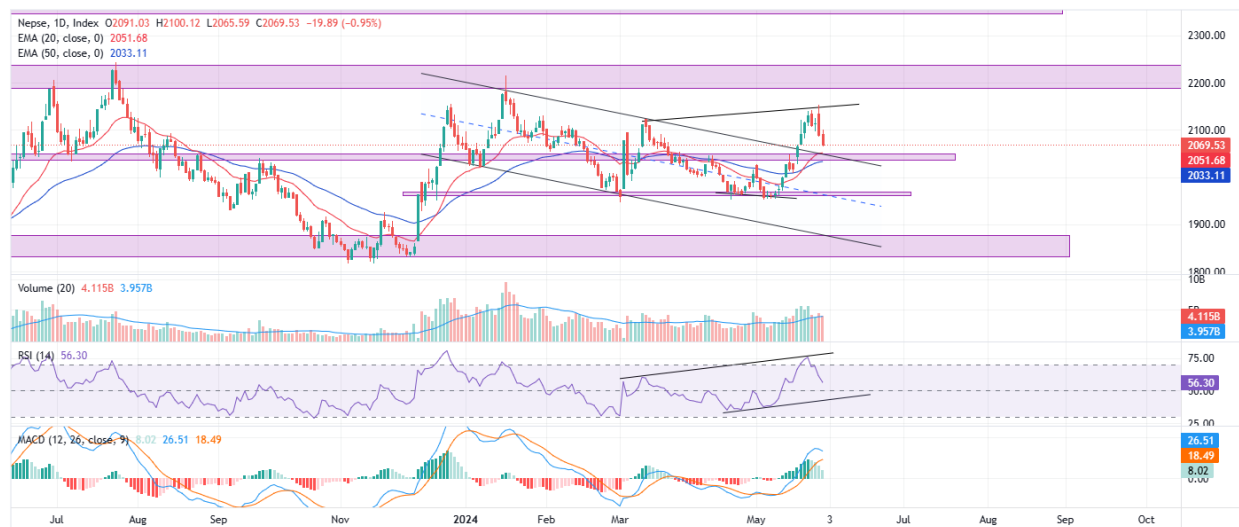 Nepse, 1D, Index O2091.03 H2100.12 L2065.59 C2069.53 −19.89 (−0.95%)
EMA (20, close, 0) 2051.68
EMA (50, close, 0) 2033.11
2300.00
2200.00
2100.00
2069.53
2051.68
2033.11
1900.00
1800.00
Volume (20) 4.115B 3.957B
10B
4.115B
3.957B
RSI (14) 56.30
75.00
56.30
50.00
25.00
MACD (12, 26, close, 9) 8.02 26.51 18.49
26.51
18.49
8.02
0.00
Jul Aug Sep Nov 2024 Feb Mar May 3 Jul Aug Sep Oct